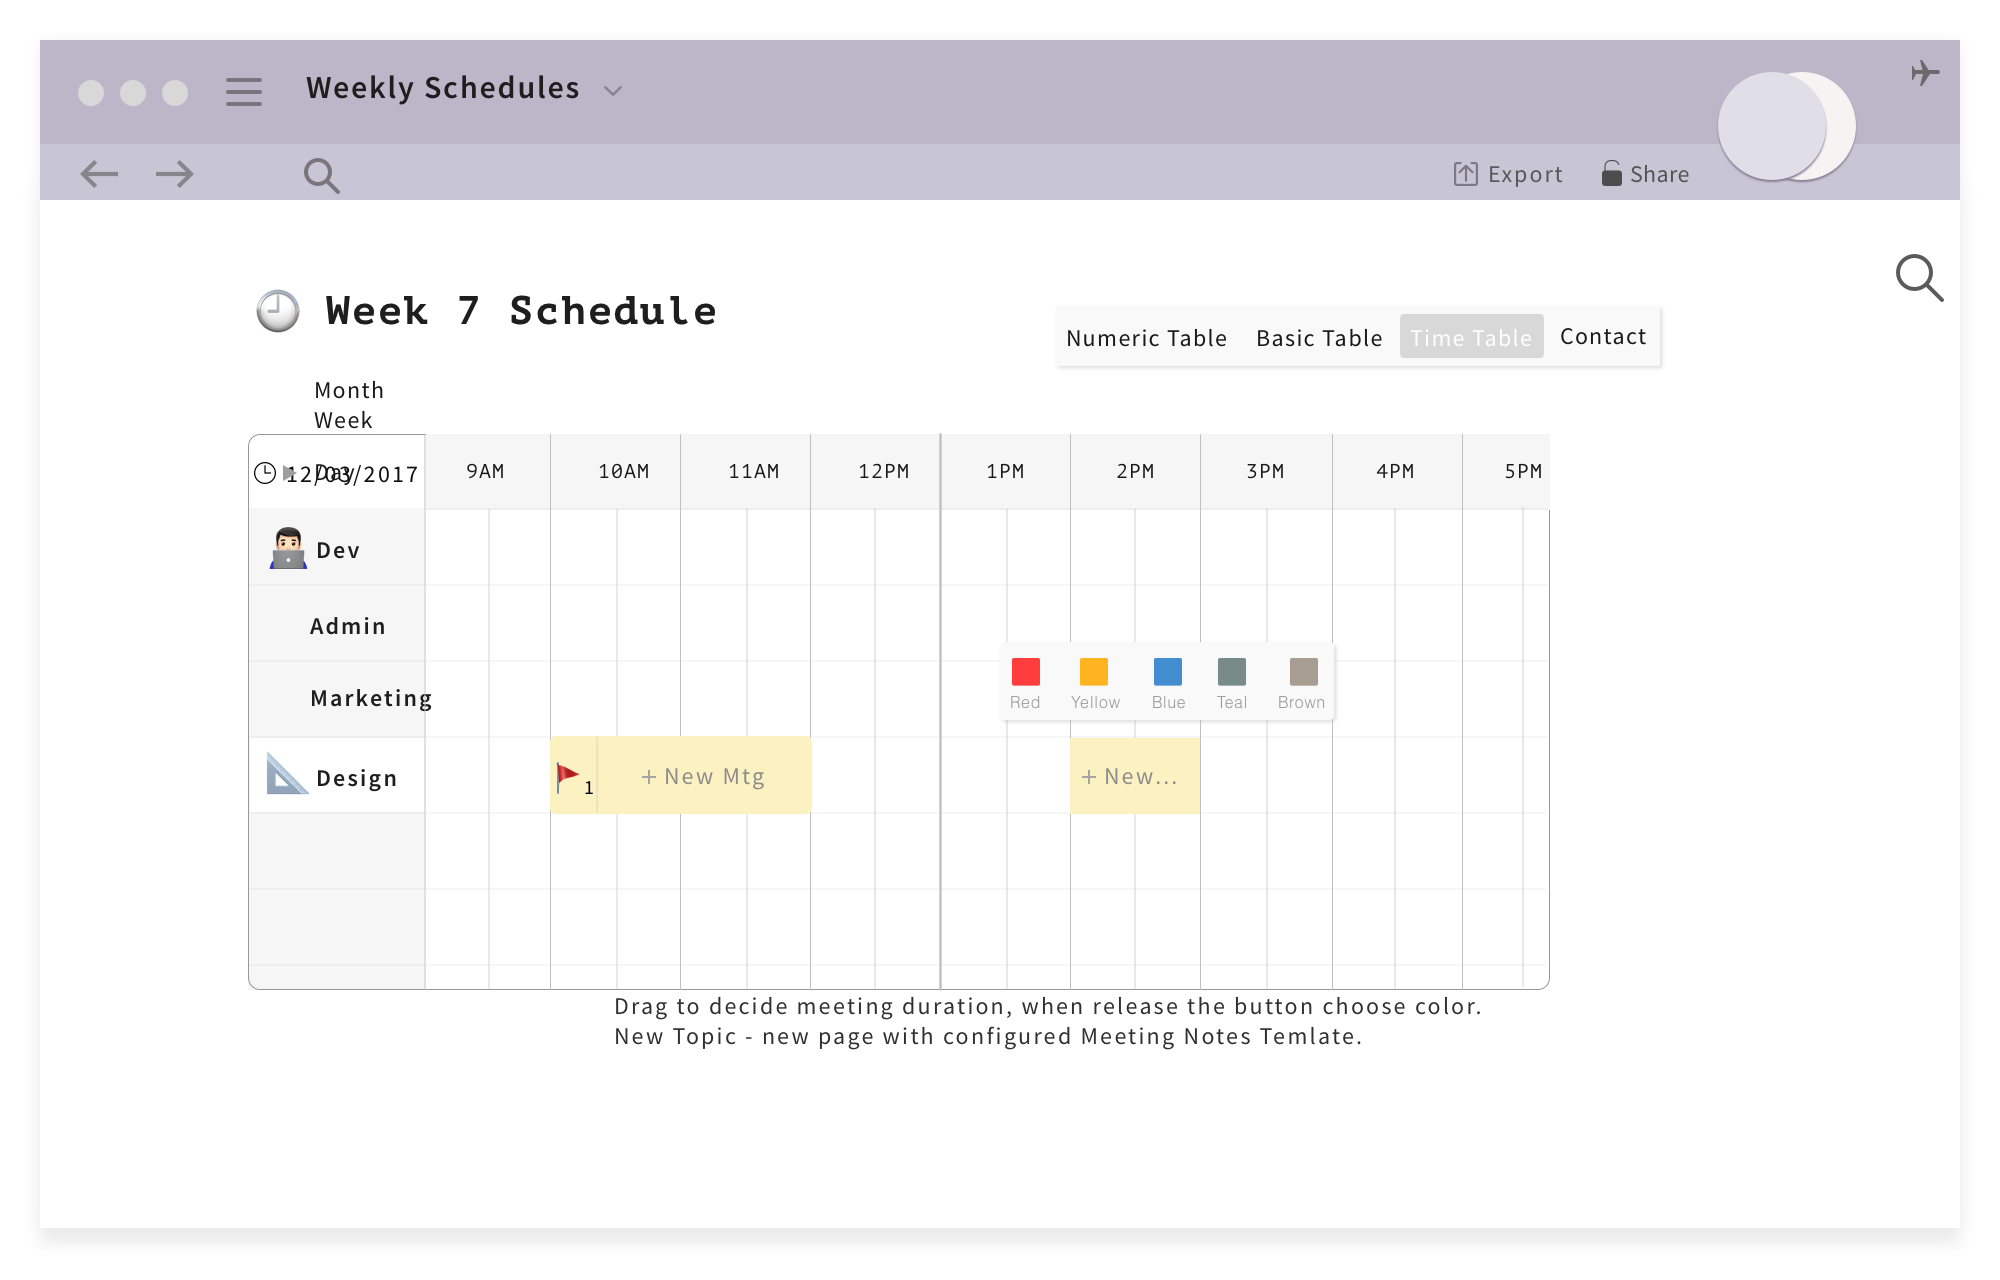 Weekly Schedules
Export
Share
Week 7 Schedule
Numeric Table
Basic Table
Time Table
Contact
Month
Week
Day
12/03/2017
9AM
10AM
11AM
12PM
1PM
2PM
3PM
4PM
5PM
Dev
Admin
Marketing
Red
Yellow
Blue
Teal
Brown
Design
1
+ New Mtg
+ New...
Drag to decide meeting duration, when release the button choose color.
New Topic - new page with configured Meeting Notes Temlate.